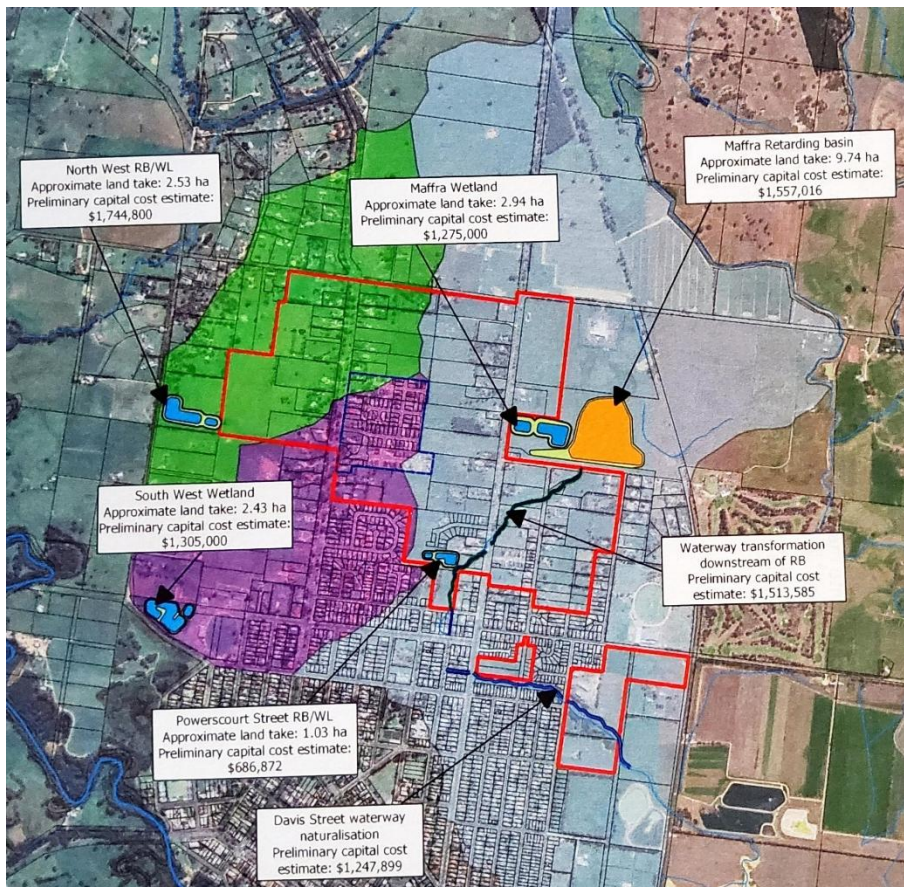 North West RB/WL
Approximate land take: 2.53 ha
Preliminary capital cost estimate:
$1,744,800
Maffra Wetland
Approximate land take: 2.94 ha
Preliminary capital cost estimate:
$1,275,000
Maffra Retarding basin
Approximate land take: 9.74 ha
Preliminary capital cost
estimate:
$1,557,016
South West Wetland
Approximate land take: 2.43 ha
Preliminary capital cost estimate:
$1,305,000
Waterway transformation
downstream of RB
Preliminary capital cost
estimate: $1,513,585
Powerscourt Street RB/WL
Approximate land take: 1.03 ha
Preliminary capital cost estimate:
$686,872
Davis Street waterway
naturalisation
Preliminary capital cost
estimate: $1,247,899